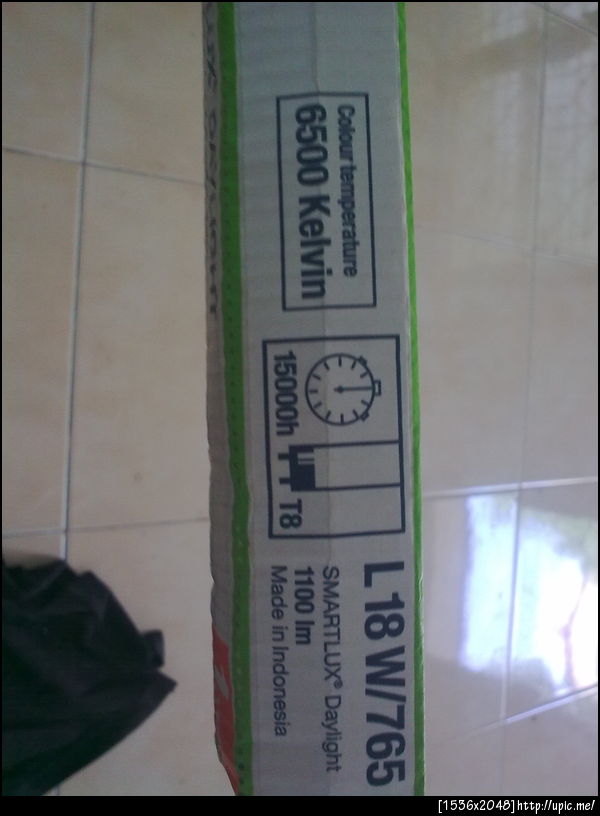 Colour temperature
6500 Kelvin
15000h
T8
L 18 W/765
SMARTLUX® Daylight
1100 lm
Made in Indonesia
[1536x2048]http://upic.me/